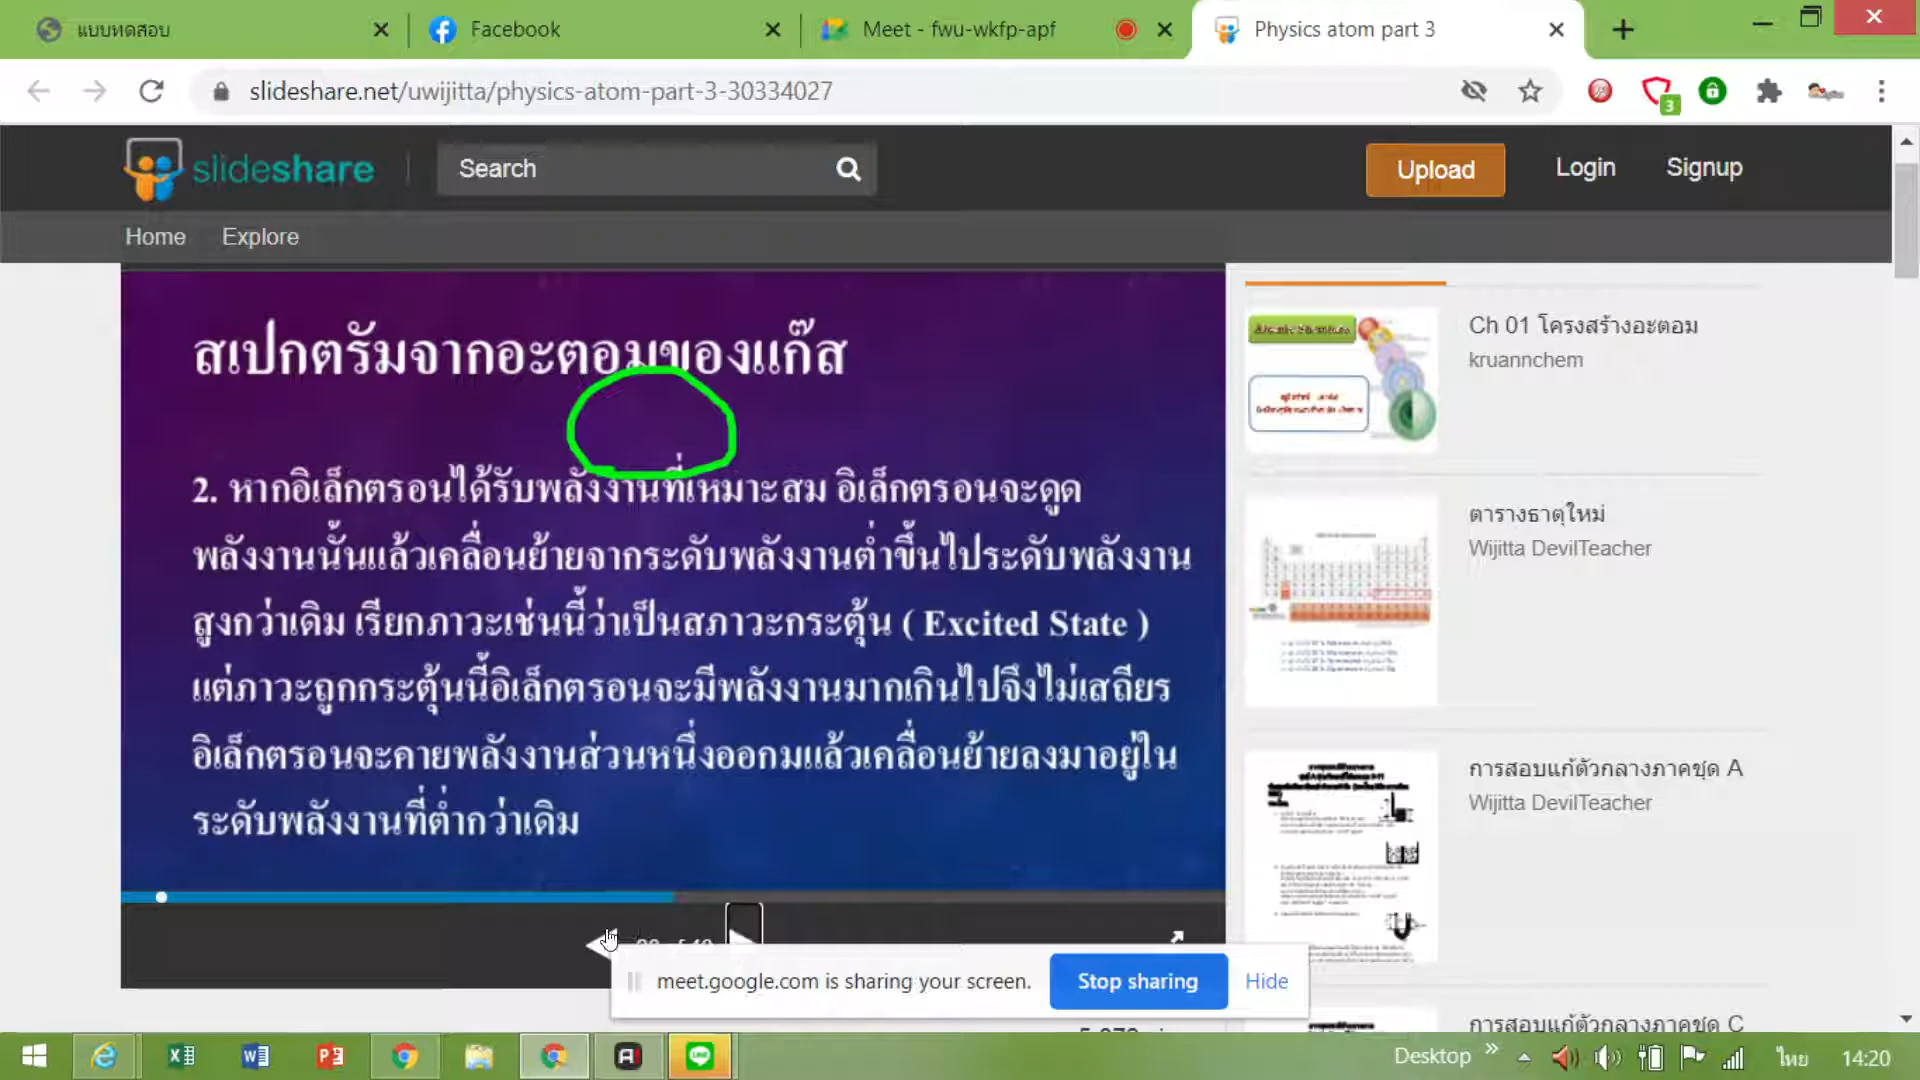 แบบทดสอบ
Facebook
Meet - fwu-wkfp-apf
Physics atom part 3
slideshare.net/uwijitta/physics-atom-part-3-30334027
3
slideshare
Search
Upload
Login
Signup
Home
Explore
สเปกตรัมจากอะตอมของแก๊ส
2. หากอิเล็กตรอนได้รับพลังงานที่เหมาะสม อิเล็กตรอนจะดูด
พลังงานนั้นแล้วเคลื่อนย้ายจากระดับพลังงานต่ำขึ้นไประดับพลังงาน
สูงกว่าเดิม เรียกภาวะเช่นนี้ว่าเป็นสภาวะกระตุ้น ( Excited State )
แต่ภาวะถูกกระตุ้นนี้อิเล็กตรอนจะมีพลังงานมากเกินไปจึงไม่เสถียร
อิเล็กตรอนจะคายพลังงานส่วนหนึ่งออกมแล้วเคลื่อนย้ายลงมาอยู่ใน
ระดับพลังงานที่ต่ำกว่าเดิม
Ch 01 โครงสร้างอะตอม
kruannchem
ตารางธาตุใหม่
Wijitta DevilTeacher
การสอบแก้ตัวกลางภาคชุด A
Wijitta DevilTeacher
การสอบแก้ตัวกลางภาคชุด C
meet.google.com is sharing your screen.
Stop sharing
Hide
Desktop
ไทย
14:20